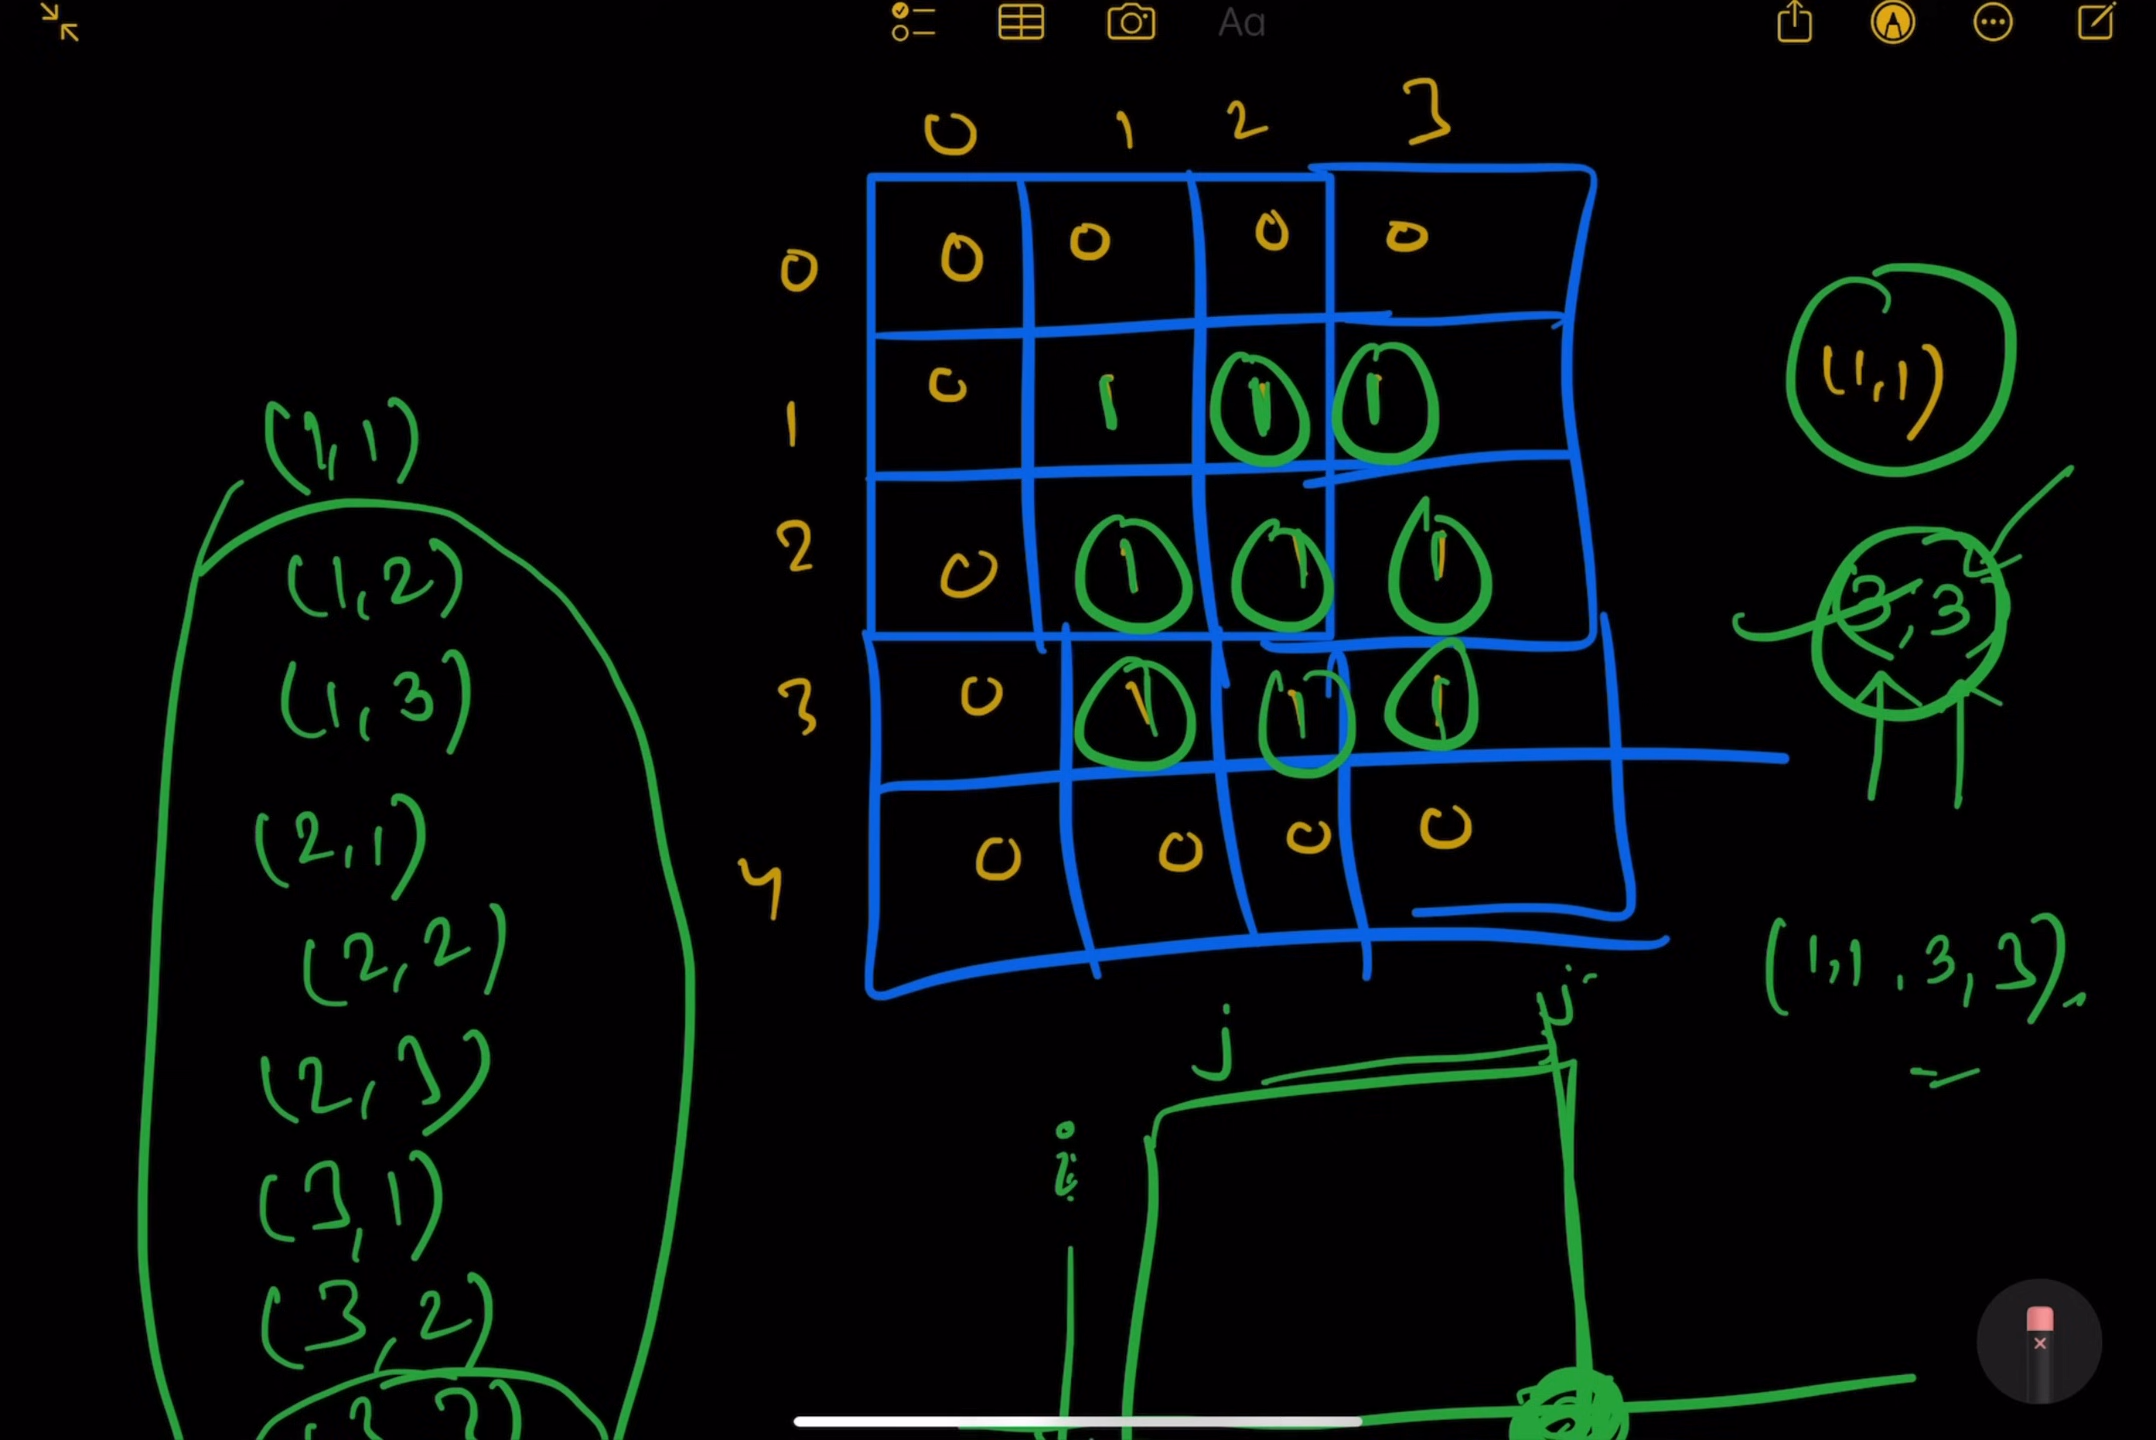 Aa
0 1 2 3
0 0 0 0 0
1 0 1 1 1
2 0 1 1 1
3 0 1 1 1
4 0 0 0 0
(1,1)
(1,2)
(1,3)
(2,1)
(2,2)
(2,3)
(3,1)
(3,2)
(1,1)
3,3
(1,1,3,3)
j
i